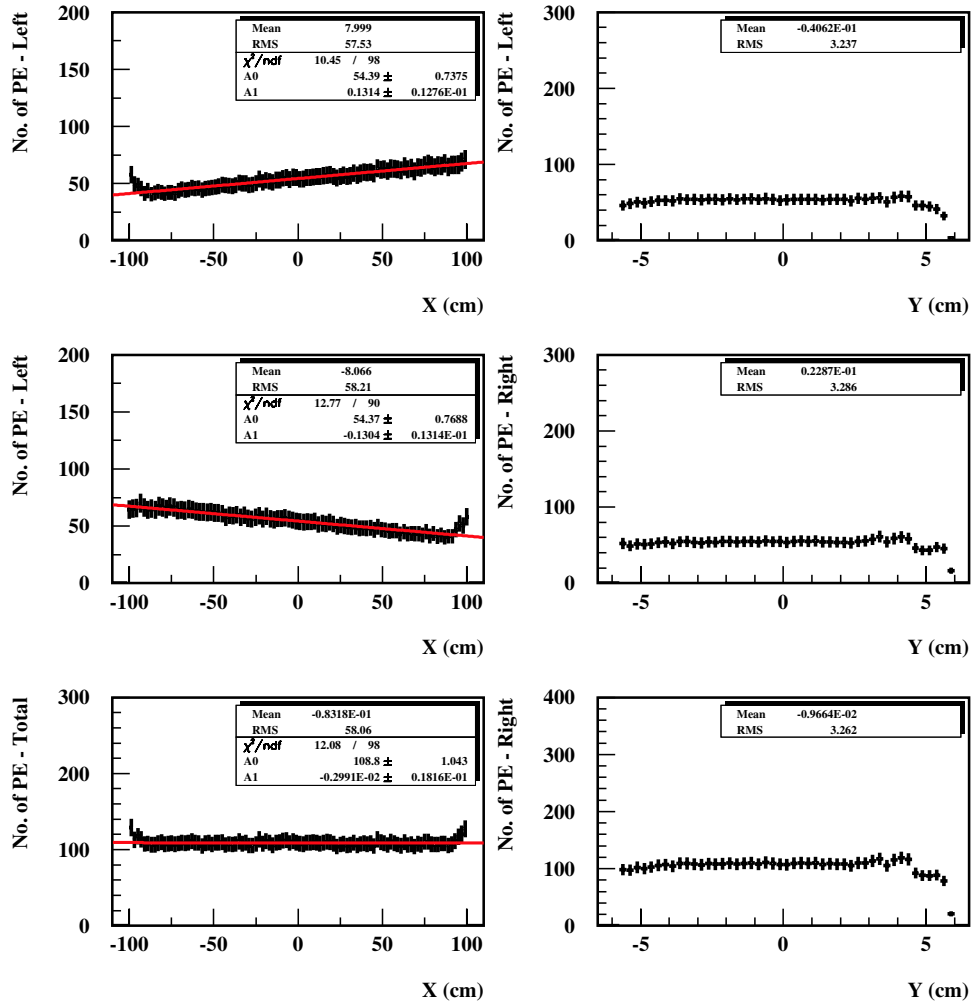 No. of PE - Left
200
150
100
50
0
Mean 7.999
RMS 57.53
χ²/ndf 10.45 / 98
A0 54.39 ± 0.7375
A1 0.1314 ± 0.1276E-01
-100 -50 0 50 100
X (cm)
No. of PE - Left
300
200
100
0
Mean -0.4062E-01
RMS 3.237
-5 0 5
Y (cm)
No. of PE - Left
200
150
100
50
0
Mean -8.066
RMS 58.21
χ²/ndf 12.77 / 90
A0 54.37 ± 0.7688
A1 -0.1304 ± 0.1314E-01
-100 -50 0 50 100
X (cm)
No. of PE - Right
300
200
100
0
Mean 0.2287E-01
RMS 3.286
-5 0 5
Y (cm)
No. of PE - Total
300
200
100
0
Mean -0.8318E-01
RMS 58.06
χ²/ndf 12.08 / 98
A0 108.8 ± 1.043
A1 -0.2991E-02 ± 0.1816E-01
-100 -50 0 50 100
X (cm)
No. of PE - Right
400
300
200
100
0
Mean -0.9664E-02
RMS 3.262
-5 0 5
Y (cm)